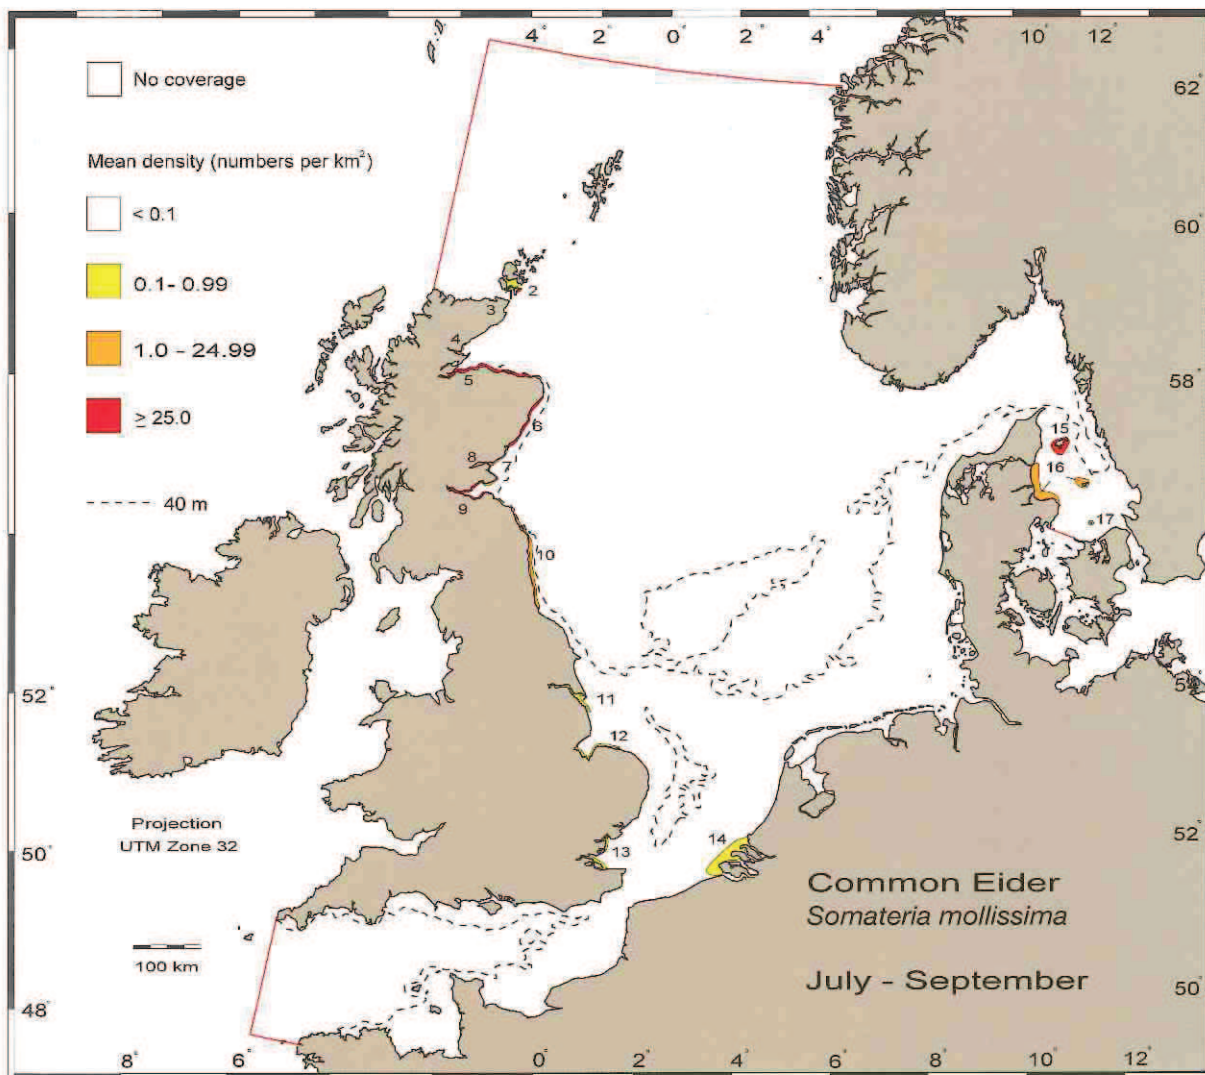 4° 2° 0° 2° 4° 10° 12°
No coverage
62°
Mean density (numbers per km²)
< 0.1
60°
0.1- 0.99
2
3
1.0 - 24.99
4
58°
5
≥ 25.0
6
15
8
7
16
40 m
9
17
10
52°
11
12
Projection
UTM Zone 32
52°
50°
13
14
Common Eider
Somateria mollissima
100 km
July - September
50°
48°
8° 6° 0° 2° 4° 6° 8° 10° 12°